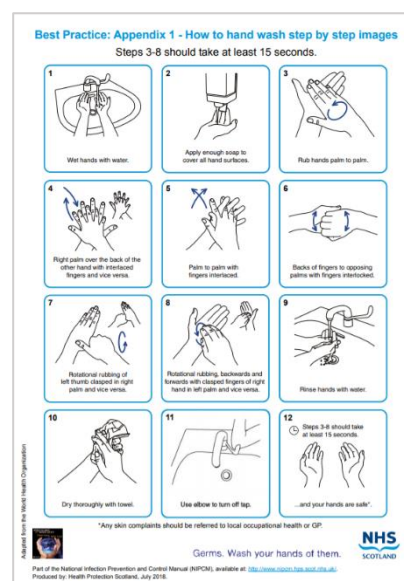 Best Practice: Appendix 1 - How to hand wash step by step images
Steps 3-8 should take at least 15 seconds.
1
Wet hands with water.
2
Apply enough soap to
cover all hand surfaces.
3
Rub hands palm to palm.
4
Right palm over the back of the
other hand with interlaced
fingers and vice versa.
5
Palm to palm with
fingers interlaced.
6
Backs of fingers to opposing
palms with fingers interlocked.
7
Rotational rubbing of
left thumb clasped in right
palm and vice versa.
8
Rotational rubbing, backwards and
forwards with clasped fingers of right
hand in left palm and vice versa.
9
Rinse hands with water.
10
Dry thoroughly with towel.
11
Use elbow to turn off tap.
12
Steps 3-8 should take
at least 15 seconds.
...and your hands are safe*.
Adapted from the World Health Organization
*Any skin complaints should be referred to local occupational health or GP.
Germs. Wash your hands of them.
NHS
SCOTLAND
Part of the National Infection Prevention and Control Manual (NIPCM), available at: http://www.nipcm.hps.scot.nhs.uk/.
Produced by: Health Protection Scotland, July 2018.